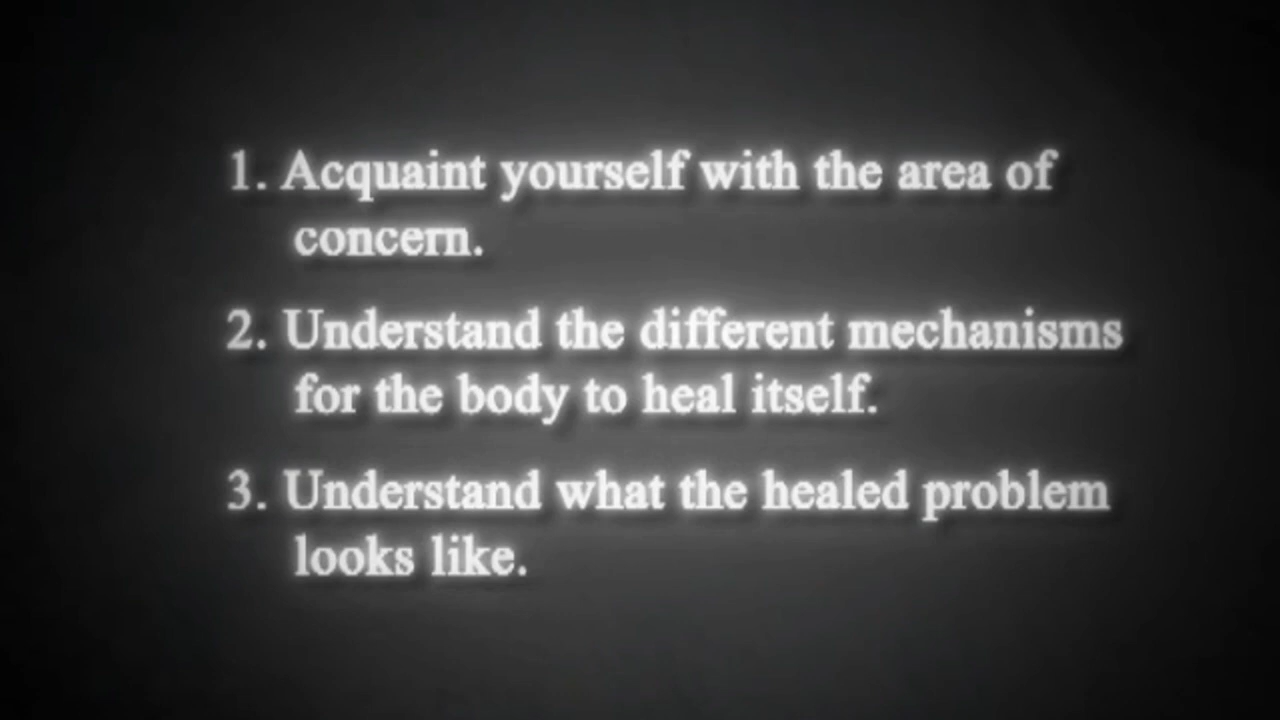 1. Acquaint yourself with the area of
concern.
2. Understand the different mechanisms
for the body to heal itself.
3. Understand what the healed problem
looks like.